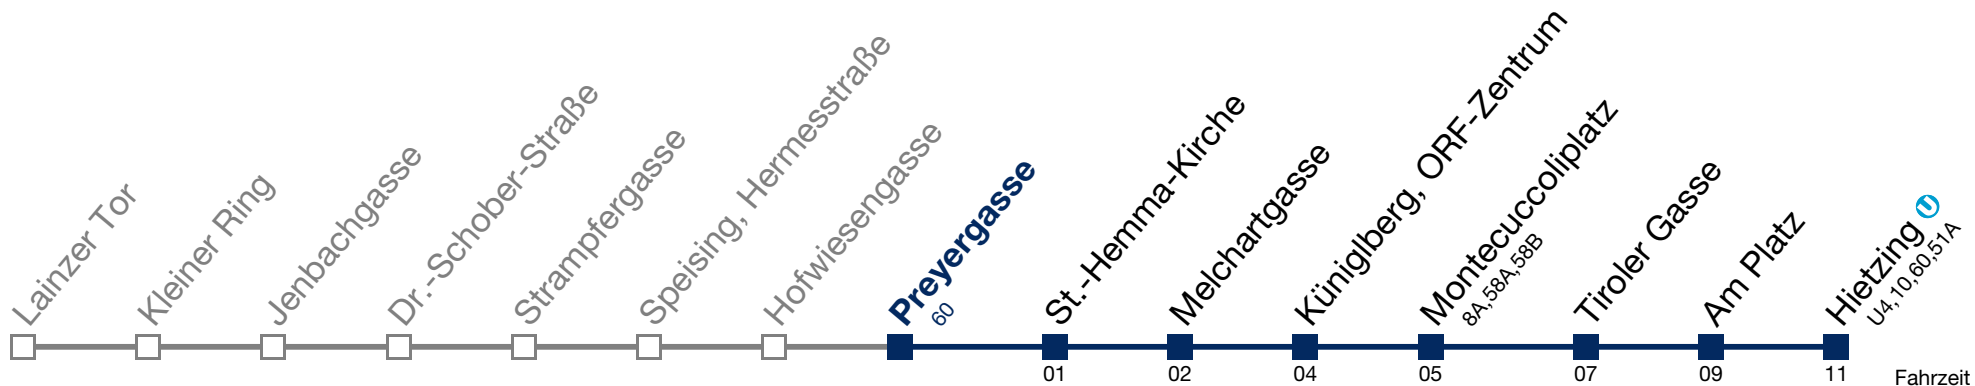 Lainzer Tor
Kleiner Ring
Jenbachgasse
Dr.-Schober-Straße
Strampfergasse
Speising, Hermesstraße
Hofwiesengasse
Preyergasse
60
St.-Hemma-Kirche
Melchartgasse
Küniglberg, ORF-Zentrum
Montecuccoliplatz
8A,58A,58B
Tiroler Gasse
Am Platz
Hietzing U
U4,10,60,51A
01 02 04 05 07 09 11 Fahrzeit